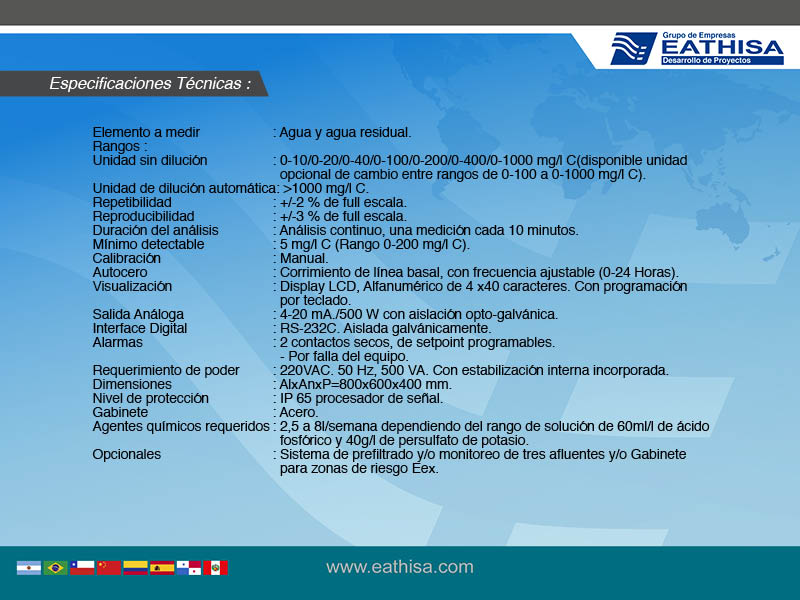 Grupo de Empresas
EATHISA
Desarrollo de Proyectos
Especificaciones Técnicas :
Elemento a medir : Agua y agua residual.
Rangos :
Unidad sin dilución : 0-10/0-20/0-40/0-100/0-200/0-400/0-1000 mg/l C(disponible unidad
opcional de cambio entre rangos de 0-100 a 0-1000 mg/l C).
Unidad de dilución automática: >1000 mg/l C.
Repetibilidad : +/-2 % de full escala.
Reproducibilidad : +/-3 % de full escala.
Duración del análisis : Análisis continuo, una medición cada 10 minutos.
Mínimo detectable : 5 mg/l C (Rango 0-200 mg/l C).
Calibración : Manual.
Autocero : Corrimiento de línea basal, con frecuencia ajustable (0-24 Horas).
Visualización : Display LCD, Alfanumérico de 4 x40 caracteres. Con programación
por teclado.
Salida Análoga : 4-20 mA./500 W con aislación opto-galvánica.
Interface Digital : RS-232C. Aislada galvánicamente.
Alarmas : 2 contactos secos, de setpoint programables.
- Por falla del equipo.
Requerimiento de poder : 220VAC. 50 Hz, 500 VA. Con estabilización interna incorporada.
Dimensiones : AlxAnxP=800x600x400 mm.
Nivel de protección : IP 65 procesador de señal.
Gabinete : Acero.
Agentes químicos requeridos : 2,5 a 8l/semana dependiendo del rango de solución de 60ml/l de ácido
fosfórico y 40g/l de persulfato de potasio.
Opcionales : Sistema de prefiltrado y/o monitoreo de tres afluentes y/o Gabinete
para zonas de riesgo Eex.
www.eathisa.com